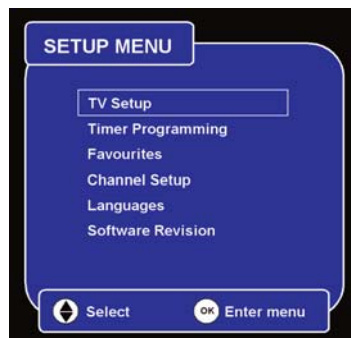 SETUP MENU
TV Setup
Timer Programming
Favourites
Channel Setup
Languages
Software Revision
Select OK Enter menu